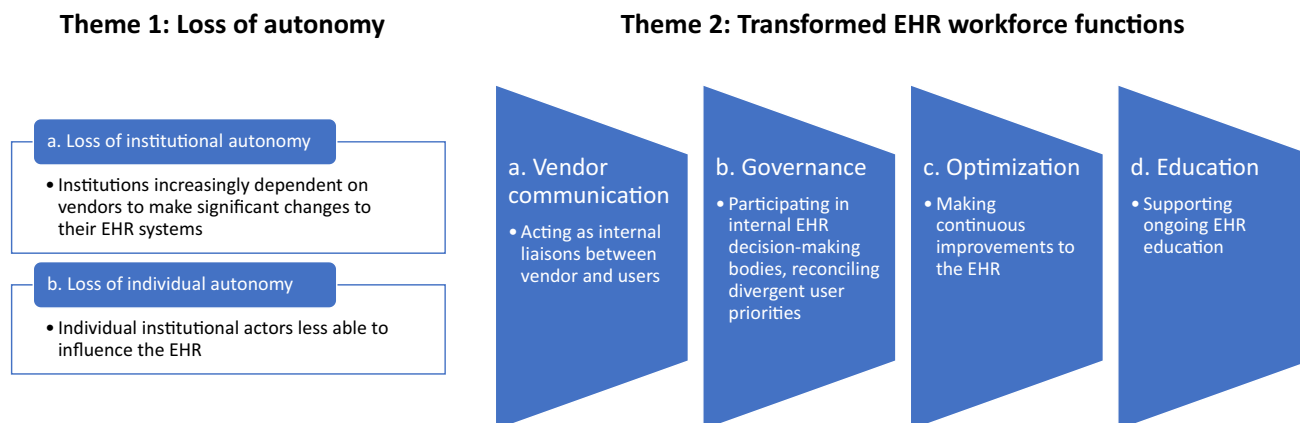 Theme 1: Loss of autonomy
a. Loss of institutional autonomy
• Institutions increasingly dependent on
vendors to make significant changes to
their EHR systems
b. Loss of individual autonomy
• Individual institutional actors less able to
influence the EHR
Theme 2: Transformed EHR workforce functions
a. Vendor
communication
• Acting as internal
liaisons between
vendor and users
b. Governance
• Participating in
internal EHR
decision-making
bodies, reconciling
divergent user
priorities
c. Optimization
• Making
continuous
improvements to
the EHR
d. Education
• Supporting
ongoing EHR
education